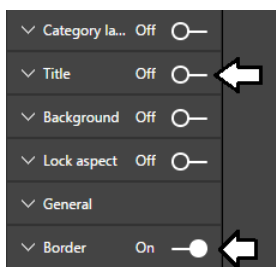 Category la... Off
Title Off
Background Off
Lock aspect Off
General
Border On